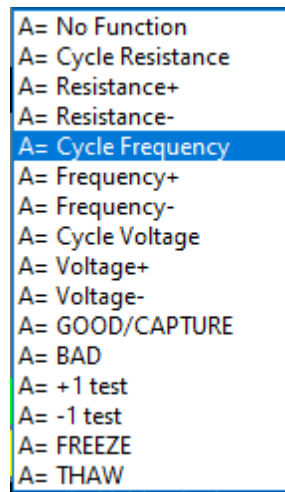 A= No Function
A= Cycle Resistance
A= Resistance+
A= Resistance-
A= Cycle Frequency
A= Frequency+
A= Frequency-
A= Cycle Voltage
A= Voltage+
A= Voltage-
A= GOOD/CAPTURE
A= BAD
A= +1 test
A= -1 test
A= FREEZE
A= THAW